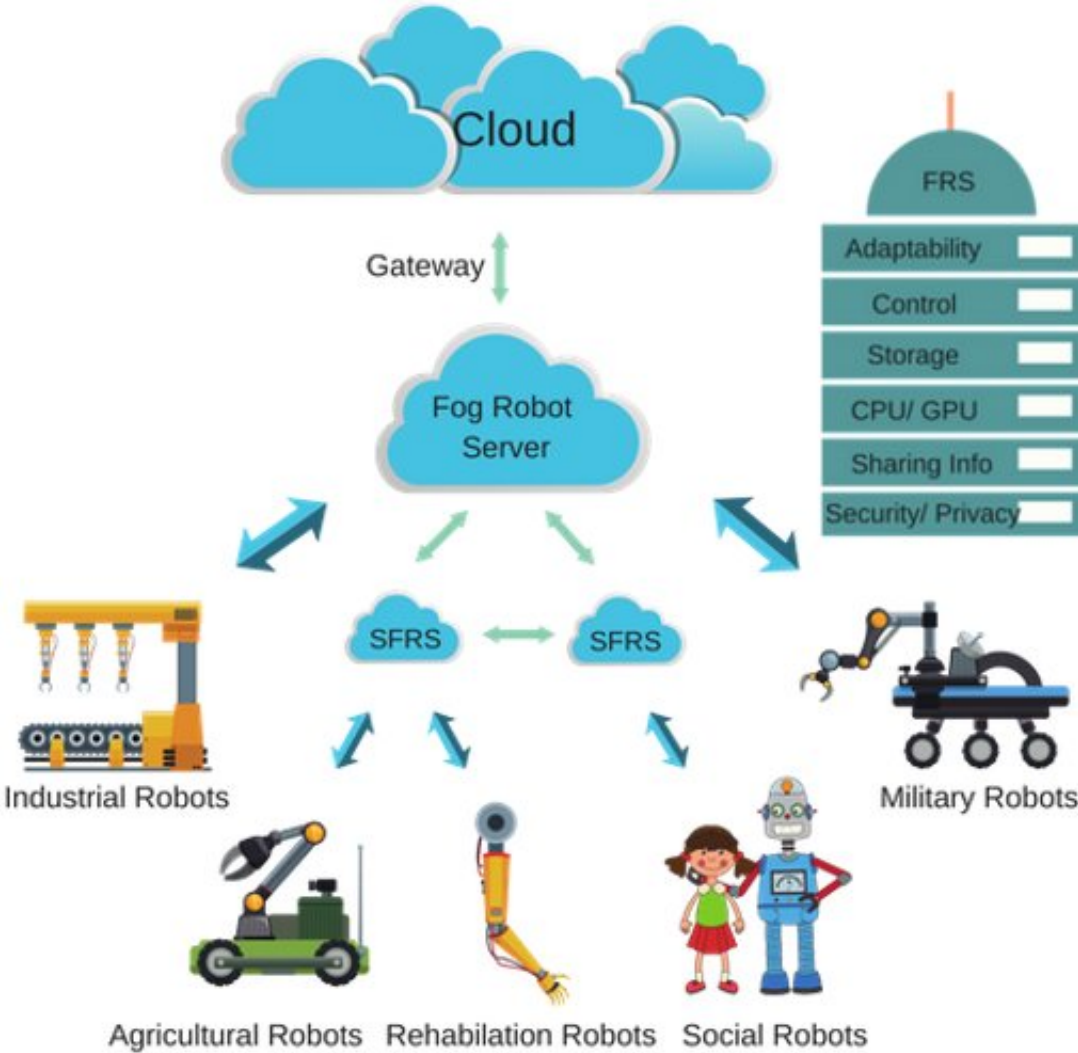 Cloud
Gateway
Fog Robot
Server
FRS
Adaptability
Control
Storage
CPU/ GPU
Sharing Info
Security/ Privacy
SFRS
SFRS
Industrial Robots
Military Robots
Agricultural Robots
Rehabilation Robots
Social Robots